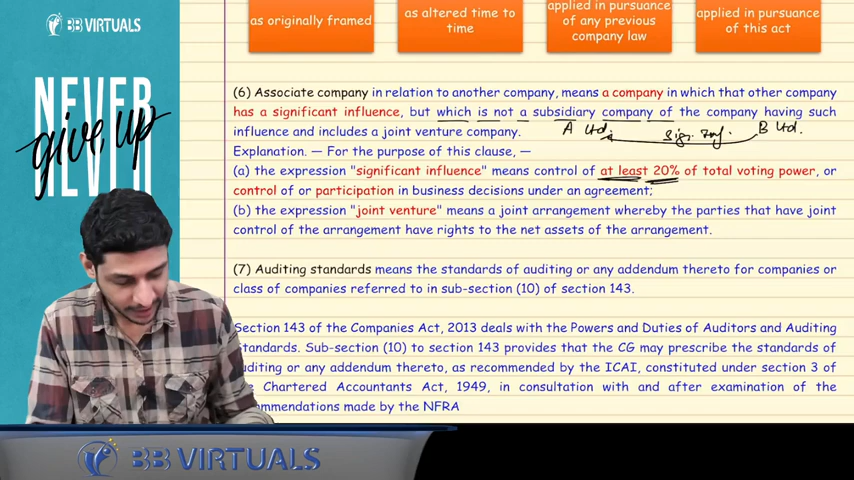 BB VIRTUALS
as originally framed
as altered time to
time
applied in pursuance
of any previous
company law
applied in pursuance
of this act
NEVER
give up
NEVER
(6) Associate company in relation to another company, means a company in which that other company
has a significant influence, but which is not a subsidiary company of the company having such
influence and includes a joint venture company.
A Ltd. Sign. Inf. B Ltd.
Explanation. — For the purpose of this clause, —
(a) the expression "significant influence" means control of at least 20% of total voting power, or
control of or participation in business decisions under an agreement;
(b) the expression "joint venture" means a joint arrangement whereby the parties that have joint
control of the arrangement have rights to the net assets of the arrangement.
(7) Auditing standards means the standards of auditing or any addendum thereto for companies or
class of companies referred to in sub-section (10) of section 143.
Section 143 of the Companies Act, 2013 deals with the Powers and Duties of Auditors and Auditing
Standards. Sub-section (10) to section 143 provides that the CG may prescribe the standards of
uditing or any addendum thereto, as recommended by the ICAI, constituted under section 3 of
Chartered Accountants Act, 1949, in consultation with and after examination of the
ommendations made by the NFRA
BB VIRTUALS